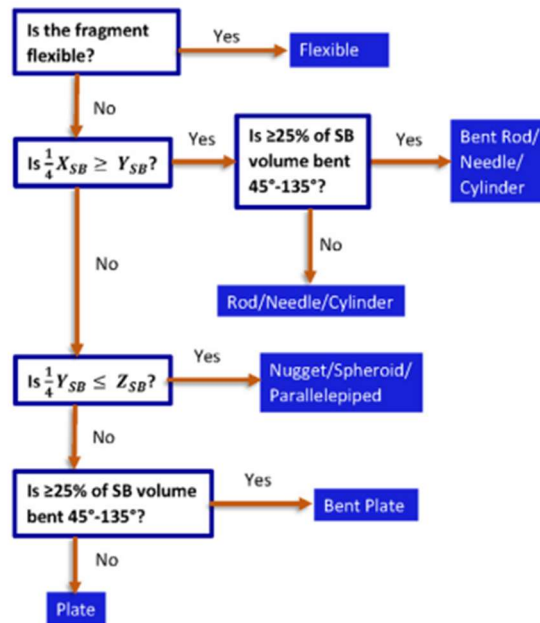 Is the fragment
flexible?
Yes
Flexible
No
Is 1/4 X_SB ≥ Y_SB?
Yes
Is ≥25% of SB
volume bent
45°-135°?
Yes
Bent Rod/
Needle/
Cylinder
No
Rod/Needle/Cylinder
No
Is 1/4 Y_SB ≤ Z_SB?
Yes
Nugget/Spheroid/
Parallelepiped
No
Is ≥25% of SB volume
bent 45°-135°?
Yes
Bent Plate
No
Plate